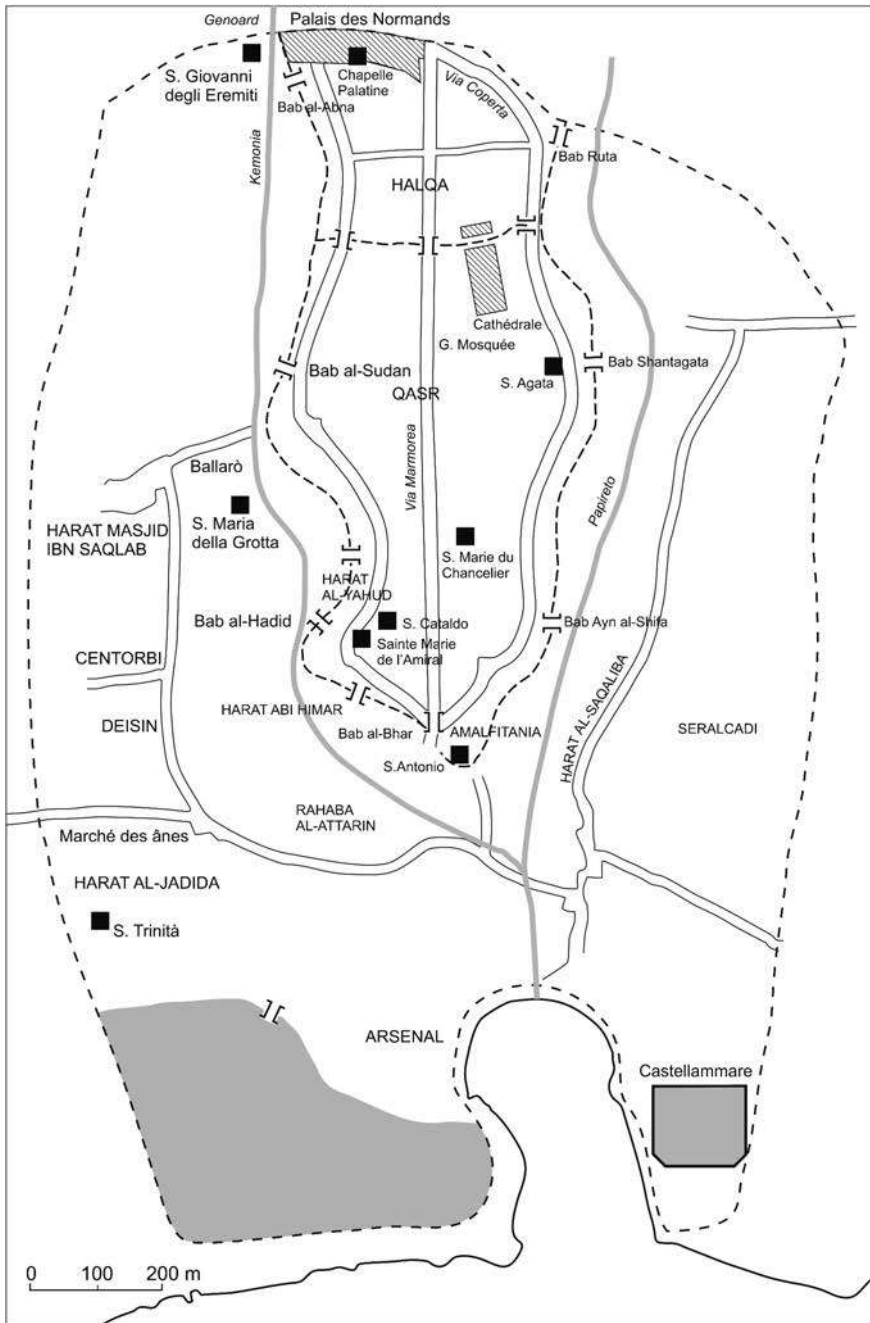 Genoard
Palais des Normands
S. Giovanni
degli Eremiti
Chapelle
Palatine
Bab al-Abna
Via Coperta
Kemonia
Bab Ruta
HALQA
Cathédrale
G. Mosquée
Bab al-Sudan
QASR
S. Agata
Bab Shantagata
Via Marmorea
Papireto
Ballarò
S. Maria
della Grotta
HARAT MASJID
IBN SAQLAB
S. Marie du
Chancelier
HARAT
AL-YAHUD
Bab al-Hadid
S. Cataldo
Sainte Marie
de l'Amiral
Bab Ayn al-Shifa
CENTORBI
DEISIN
HARAT ABI HIMAR
Bab al-Bhar
AMALFITANIA
S.Antonio
HARAT AL-SAQALIBA
SERALCADI
RAHABA
AL-ATTARIN
Marché des ânes
HARAT AL-JADIDA
S. Trinità
ARSENAL
Castellammare
0 100 200 m